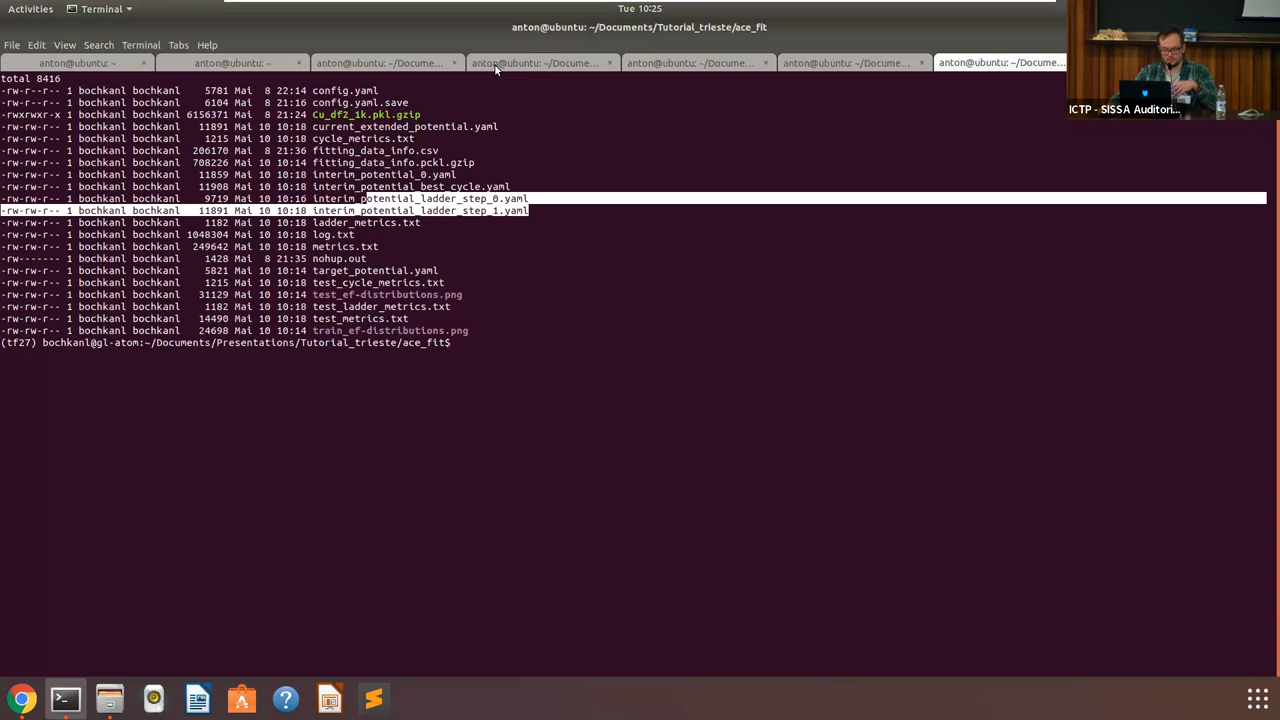 Activities Terminal Tue 10:25
anton@ubuntu: ~/Documents/Tutorial_trieste/ace_fit
File Edit View Search Terminal Tabs Help
anton@ubuntu: ~ × anton@ubuntu: ~ × anton@ubuntu: ~/Docume... × anton@ubuntu: ~/Docume... × anton@ubuntu: ~/Docume... × anton@ubuntu: ~/Docume... × anton@ubuntu: ~/Docume...
total 8416
-rw-r--r-- 1 bochkanl bochkanl 5781 Mai 8 22:14 config.yaml
-rw-r--r-- 1 bochkanl bochkanl 6104 Mai 8 21:16 config.yaml.save
-rwxrwxr-x 1 bochkanl bochkanl 6156371 Mai 8 21:24 Cu_df2_1k.pkl.gzip
-rw-rw-r-- 1 bochkanl bochkanl 11891 Mai 10 10:18 current_extended_potential.yaml
-rw-rw-r-- 1 bochkanl bochkanl 1215 Mai 10 10:18 cycle_metrics.txt
-rw-rw-r-- 1 bochkanl bochkanl 206170 Mai 8 21:36 fitting_data_info.csv
-rw-rw-r-- 1 bochkanl bochkanl 708226 Mai 10 10:14 fitting_data_info.pckl.gzip
-rw-rw-r-- 1 bochkanl bochkanl 11859 Mai 10 10:18 interim_potential_0.yaml
-rw-rw-r-- 1 bochkanl bochkanl 11908 Mai 10 10:18 interim_potential_best_cycle.yaml
-rw-rw-r-- 1 bochkanl bochkanl 9719 Mai 10 10:16 interim_potential_ladder_step_0.yaml
-rw-rw-r-- 1 bochkanl bochkanl 11891 Mai 10 10:18 interim_potential_ladder_step_1.yaml
-rw-rw-r-- 1 bochkanl bochkanl 1182 Mai 10 10:18 ladder_metrics.txt
-rw-rw-r-- 1 bochkanl bochkanl 1048304 Mai 10 10:18 log.txt
-rw-rw-r-- 1 bochkanl bochkanl 249642 Mai 10 10:18 metrics.txt
-rw------- 1 bochkanl bochkanl 1428 Mai 8 21:35 nohup.out
-rw-rw-r-- 1 bochkanl bochkanl 5821 Mai 10 10:14 target_potential.yaml
-rw-rw-r-- 1 bochkanl bochkanl 1215 Mai 10 10:18 test_cycle_metrics.txt
-rw-rw-r-- 1 bochkanl bochkanl 31129 Mai 10 10:14 test_ef-distributions.png
-rw-rw-r-- 1 bochkanl bochkanl 1182 Mai 10 10:18 test_ladder_metrics.txt
-rw-rw-r-- 1 bochkanl bochkanl 14490 Mai 10 10:18 test_metrics.txt
-rw-rw-r-- 1 bochkanl bochkanl 24698 Mai 10 10:14 train_ef-distributions.png
(tf27) bochkanl@gl-atom:~/Documents/Presentations/Tutorial_trieste/ace_fit$
ICTP - SISSA Auditori...